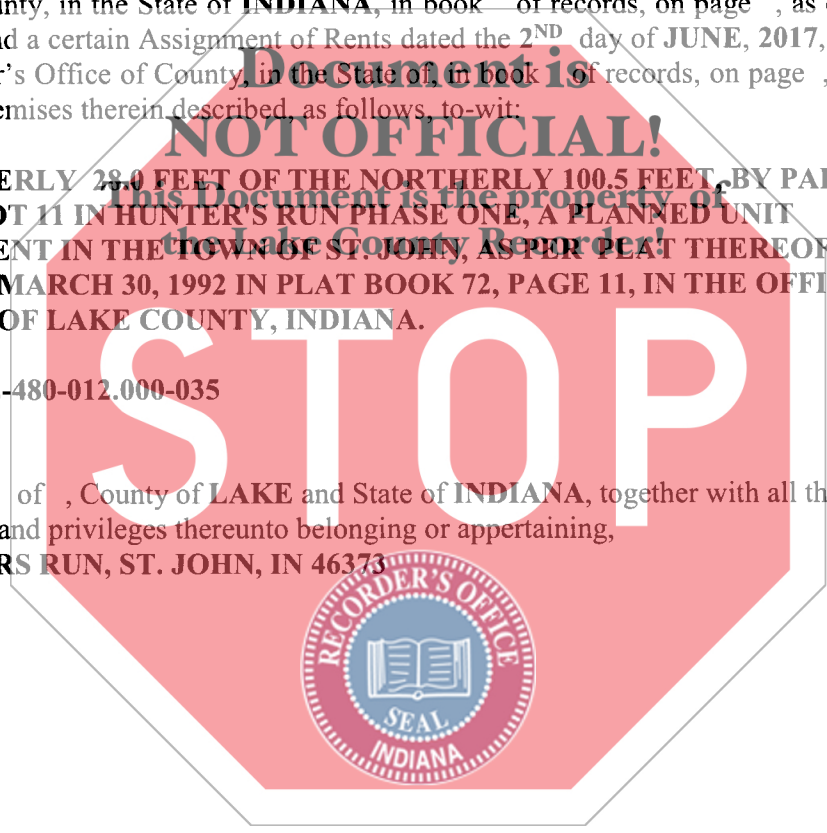 nty, in the State of INDIANA, in book of records, on page , as
d a certain Assignment of Rents dated the 2ND day of JUNE, 2017,
Document is
r's Office of County, in the State of, in book of records, on page ,
emises therein described, as follows, to-wit:
NOT OFFICIAL!
ERLY 28.0 FEET OF THE NORTHERLY 100.5 FEET, BY PAR
This Document is the property of
OT 11 IN HUNTER'S RUN PHASE ONE, A PLANNED UNIT
the Lake County Recorder!
ENT IN THE TOWN OF ST. JOHN, AS PER PLAT THEREOF
MARCH 30, 1992 IN PLAT BOOK 72, PAGE 11, IN THE OFFI
OF LAKE COUNTY, INDIANA.
STOP
-480-012.000-035
of , County of LAKE and State of INDIANA, together with all th
and privileges thereunto belonging or appertaining,
RS RUN, ST. JOHN, IN 46373
RECORDER'S OFFICE
SEAL
INDIANA